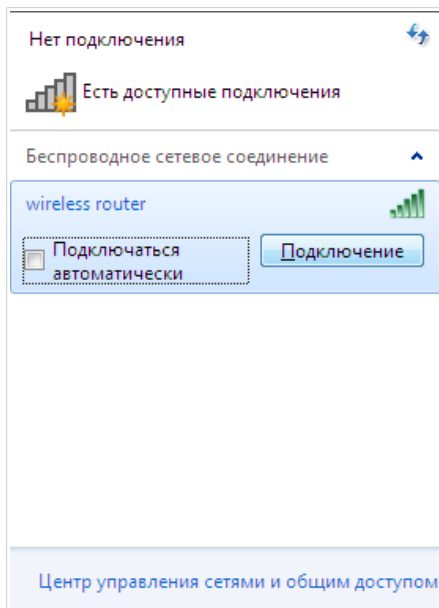 Нет подключения
Есть доступные подключения
Беспроводное сетевое соединение
wireless router
Подключаться
автоматически
Подключение
Центр управления сетями и общим доступом